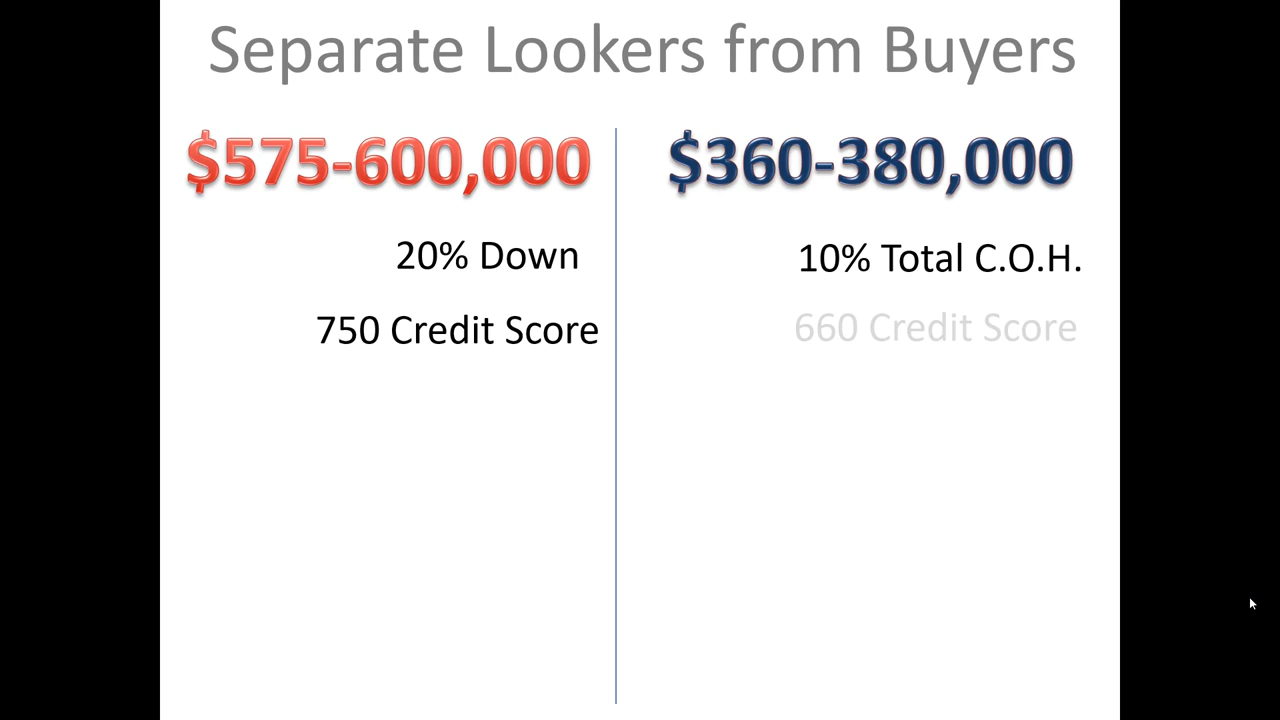 Separate Lookers from Buyers
$575-600,000
20% Down
750 Credit Score
$360-380,000
10% Total C.O.H.
660 Credit Score